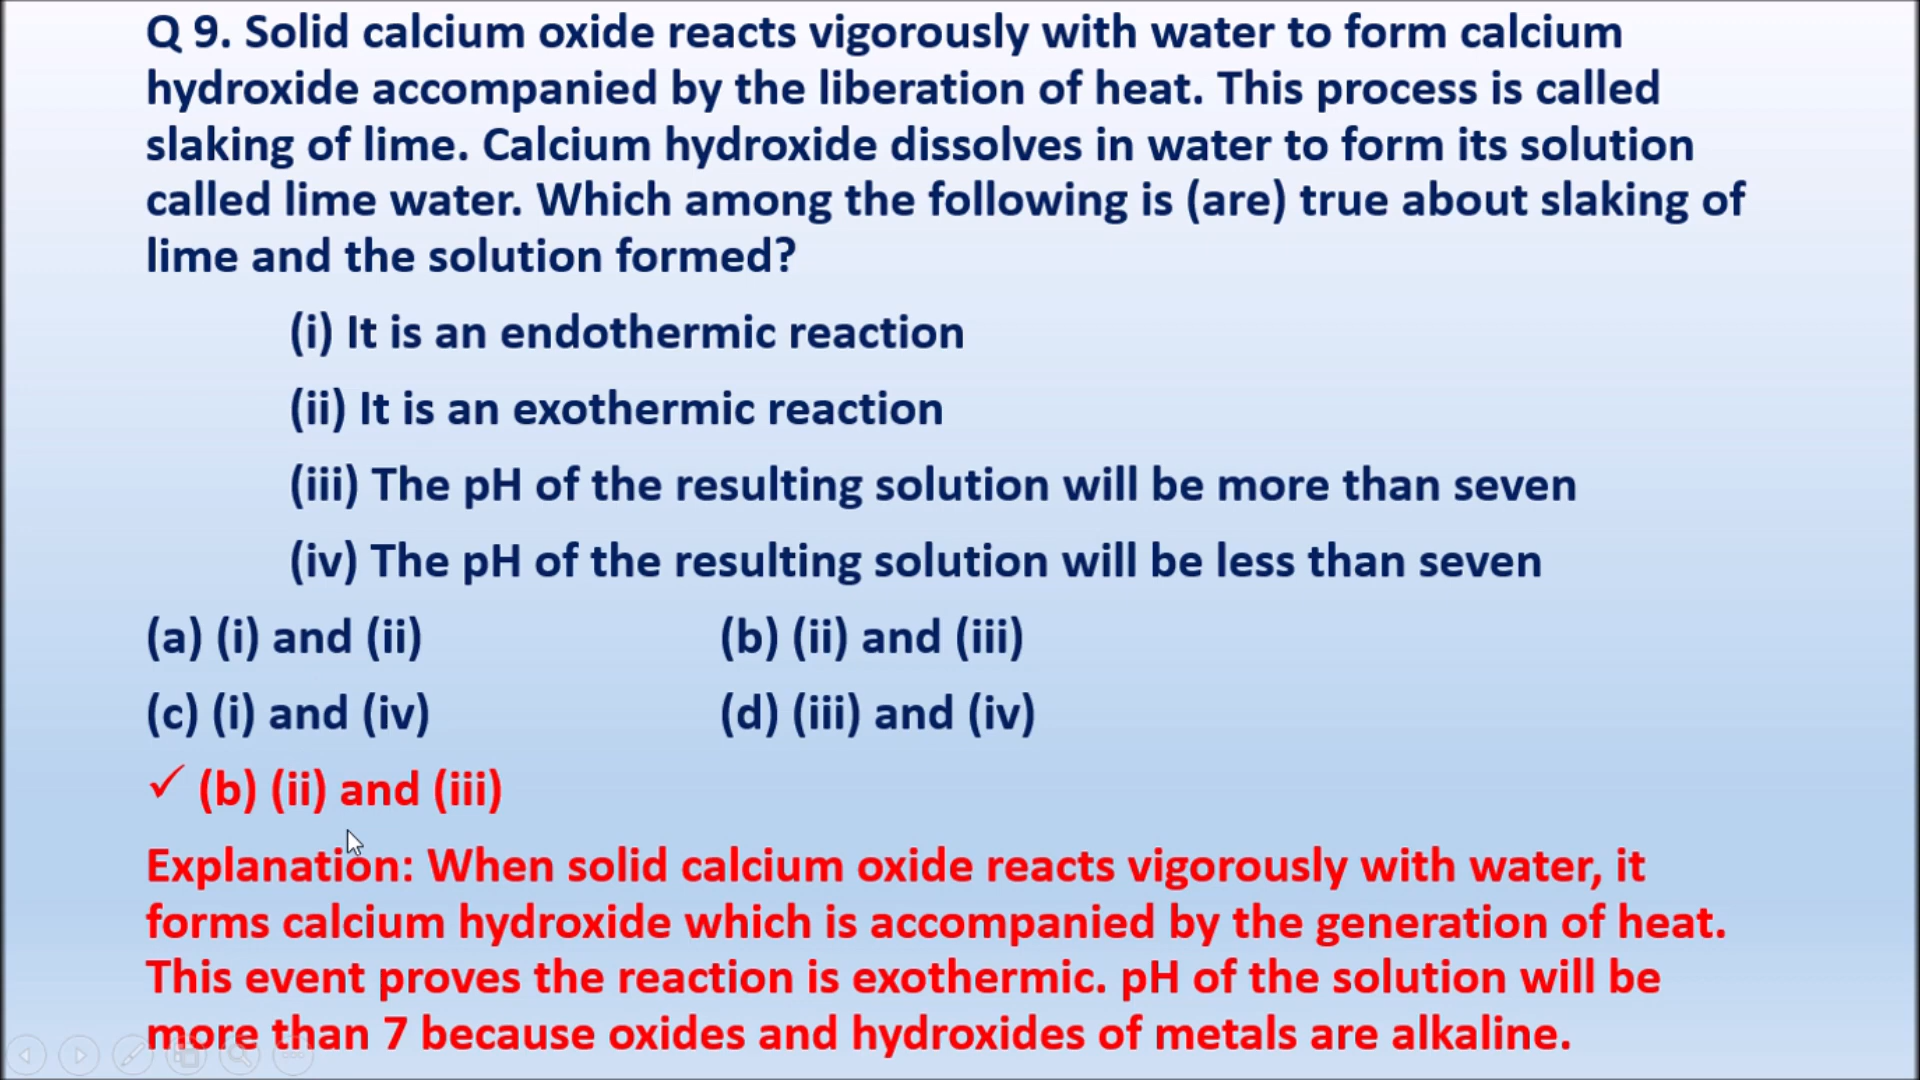 Q 9. Solid calcium oxide reacts vigorously with water to form calcium
hydroxide accompanied by the liberation of heat. This process is called
slaking of lime. Calcium hydroxide dissolves in water to form its solution
called lime water. Which among the following is (are) true about slaking of
lime and the solution formed?
(i) It is an endothermic reaction
(ii) It is an exothermic reaction
(iii) The pH of the resulting solution will be more than seven
(iv) The pH of the resulting solution will be less than seven
(a) (i) and (ii) (b) (ii) and (iii)
(c) (i) and (iv) (d) (iii) and (iv)
✓ (b) (ii) and (iii)
Explanation: When solid calcium oxide reacts vigorously with water, it
forms calcium hydroxide which is accompanied by the generation of heat.
This event proves the reaction is exothermic. pH of the solution will be
more than 7 because oxides and hydroxides of metals are alkaline.